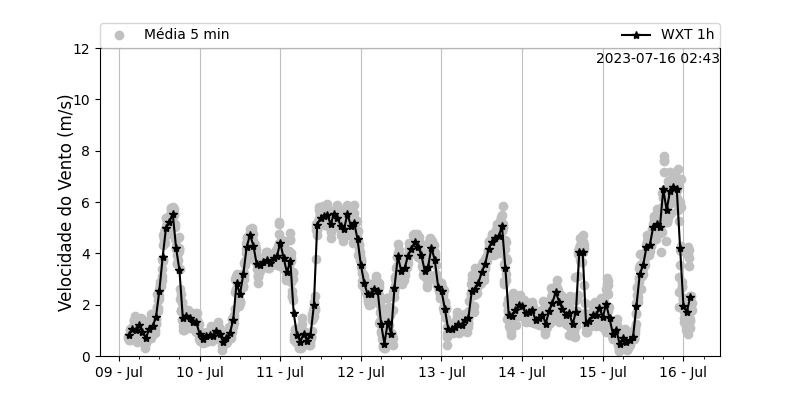 Média 5 min
WXT 1h
2023-07-16 02:43
Velocidade do Vento (m/s)
12
10
8
6
4
2
0
09 - Jul 10 - Jul 11 - Jul 12 - Jul 13 - Jul 14 - Jul 15 - Jul 16 - Jul